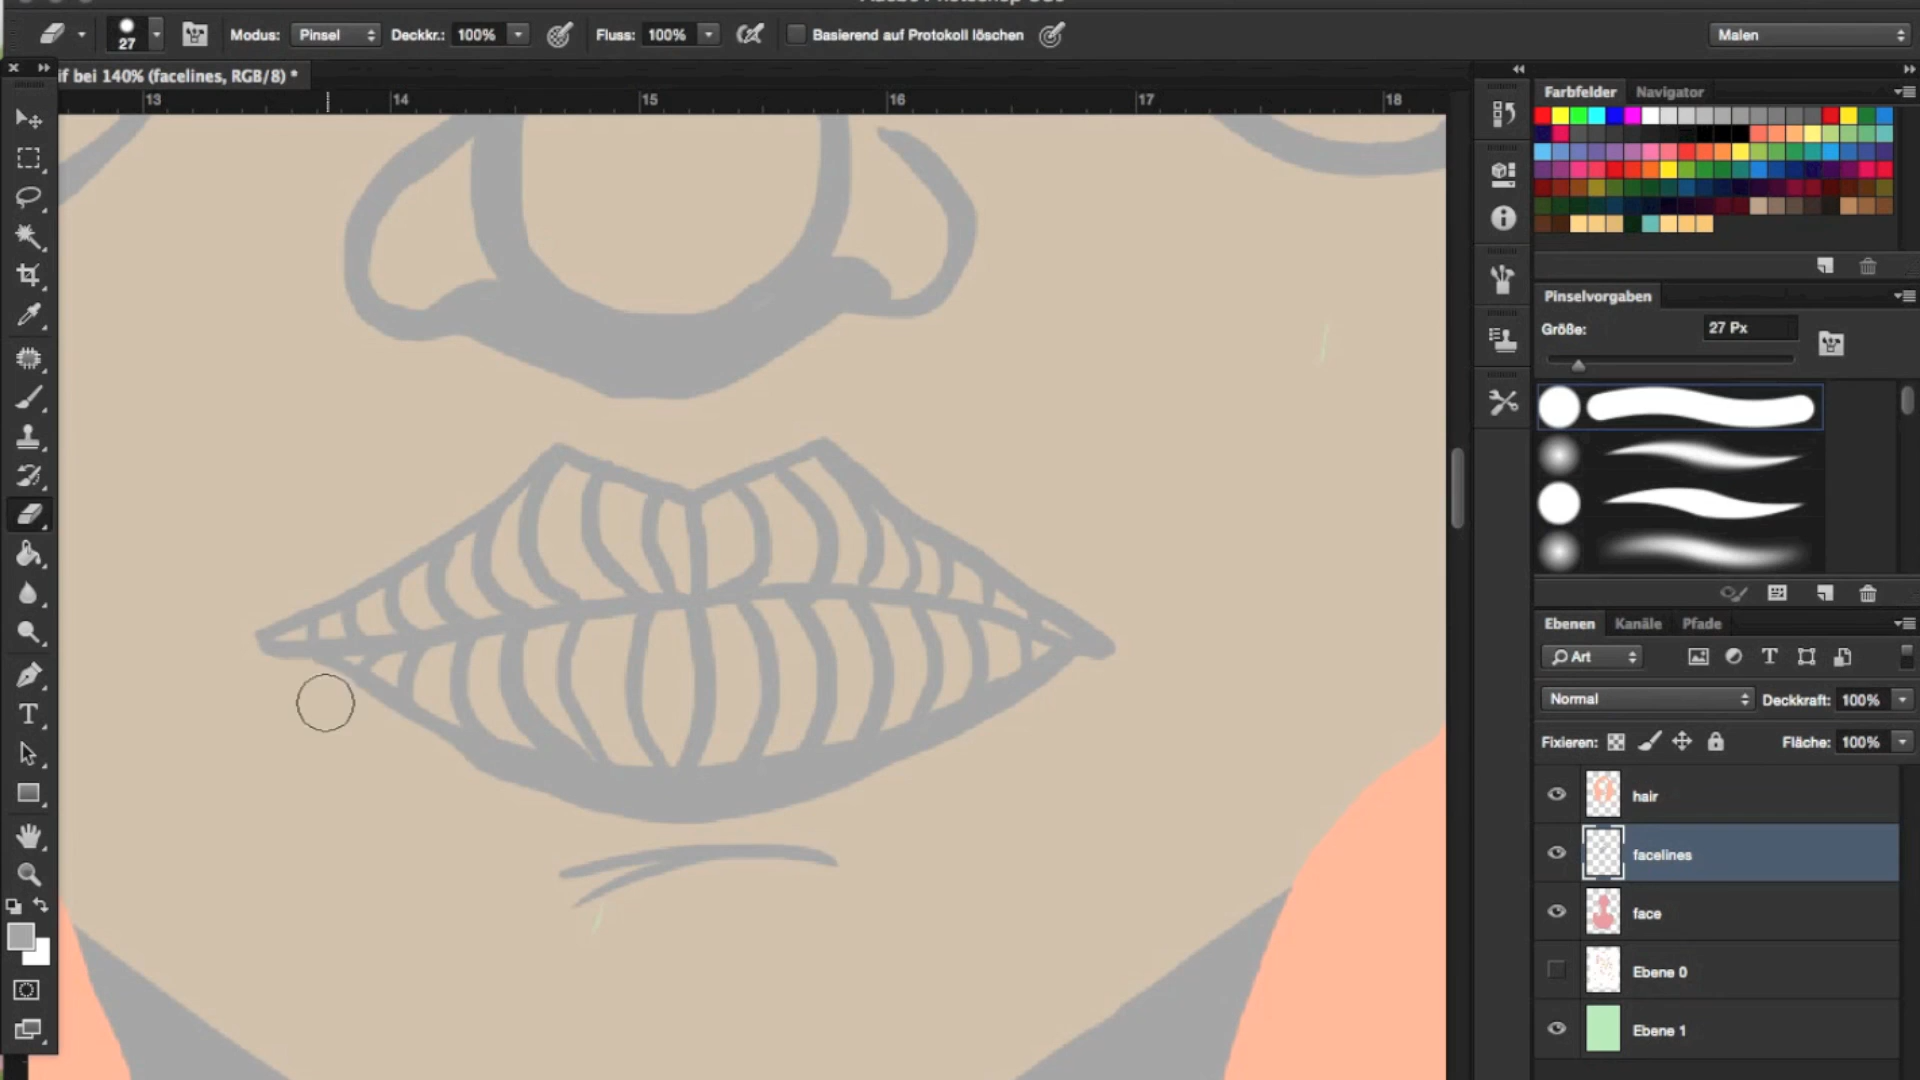 27
Modus: Pinsel Deckkr.: 100% Fluss: 100% Basierend auf Protokoll löschen Malen
if bei 140% (facelines, RGB/8) *
13 14 15 16 17 18
Farbfelder Navigator
Pinselvorgaben
Größe: 27 Px
Ebenen Kanäle Pfade
Art
Normal Deckkraft: 100%
Fixieren: Fläche: 100%
hair
facelines
face
Ebene 0
Ebene 1